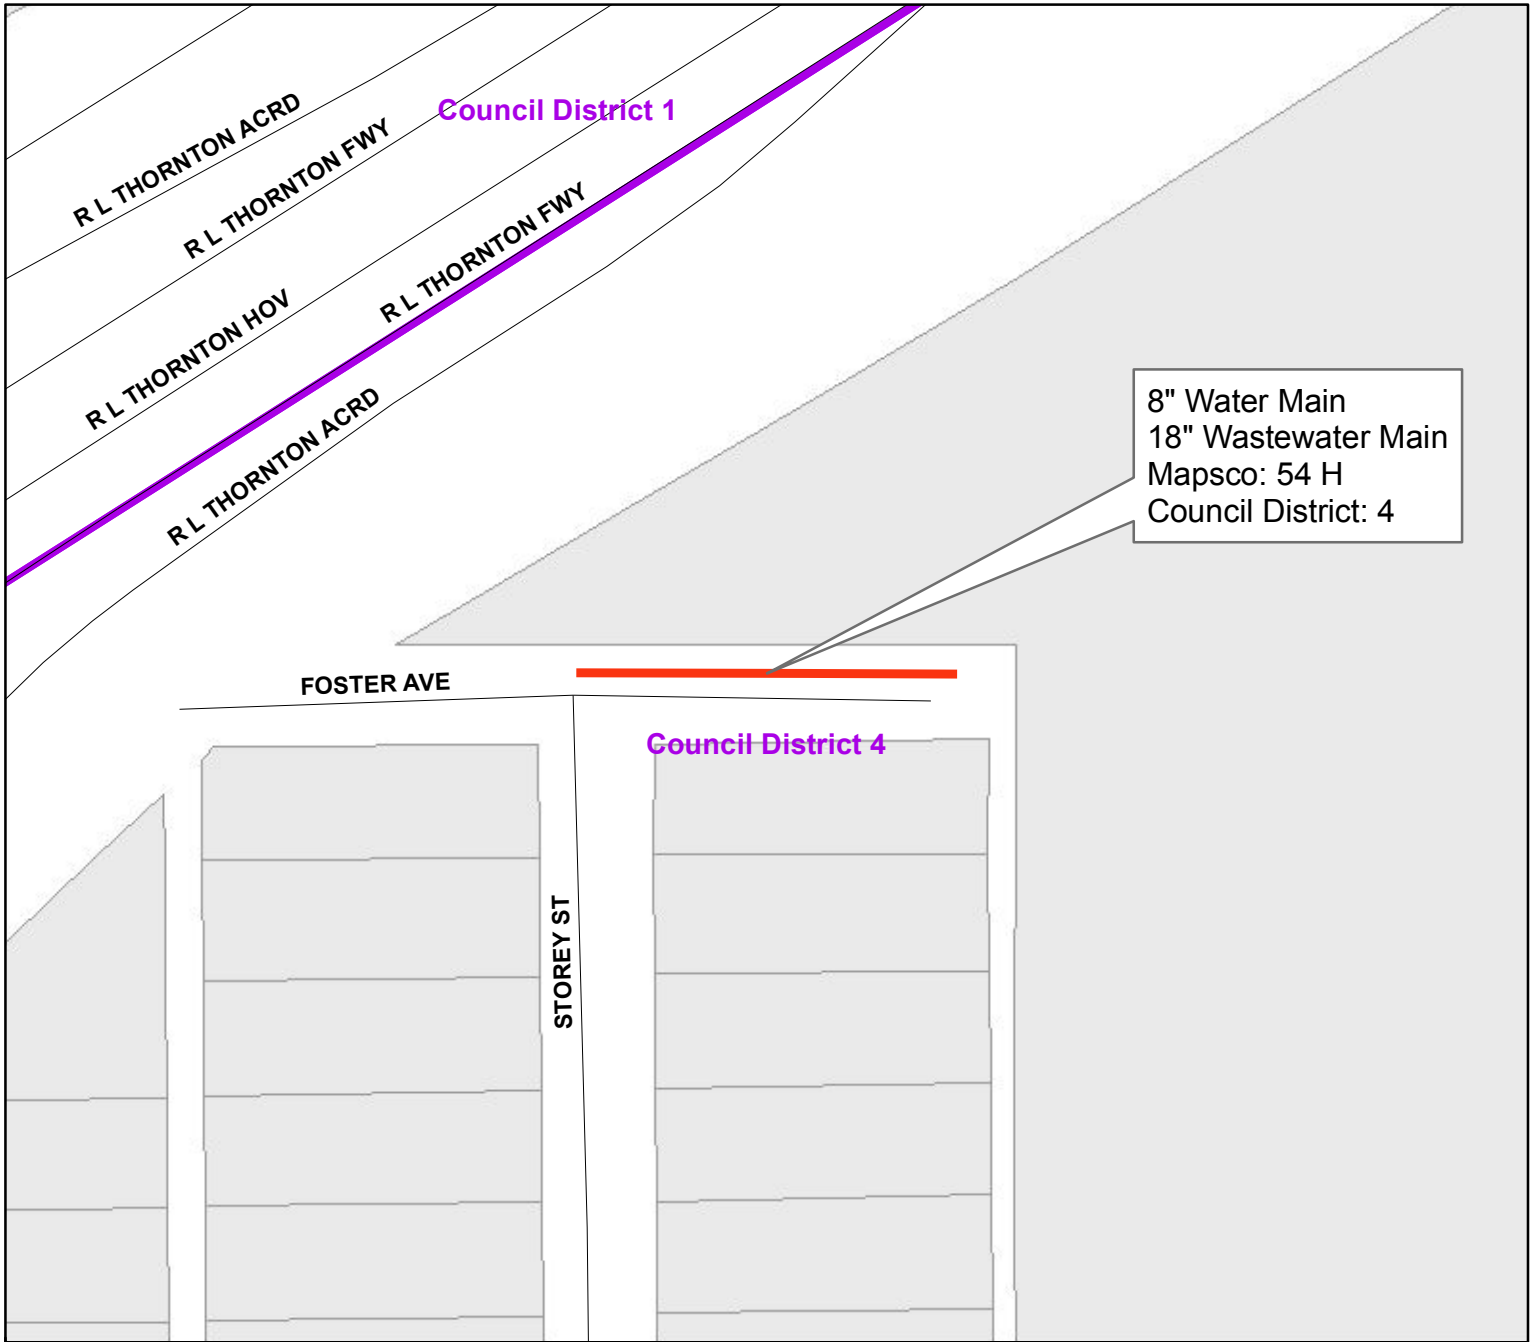 Council District 1
R L THORNTON ACRD
R L THORNTON FWY
R L THORNTON FWY
R L THORNTON HOV
R L THORNTON ACRD
8" Water Main
18" Wastewater Main
Mapsco: 54 H
Council District: 4
FOSTER AVE
Council District 4
STOREY ST